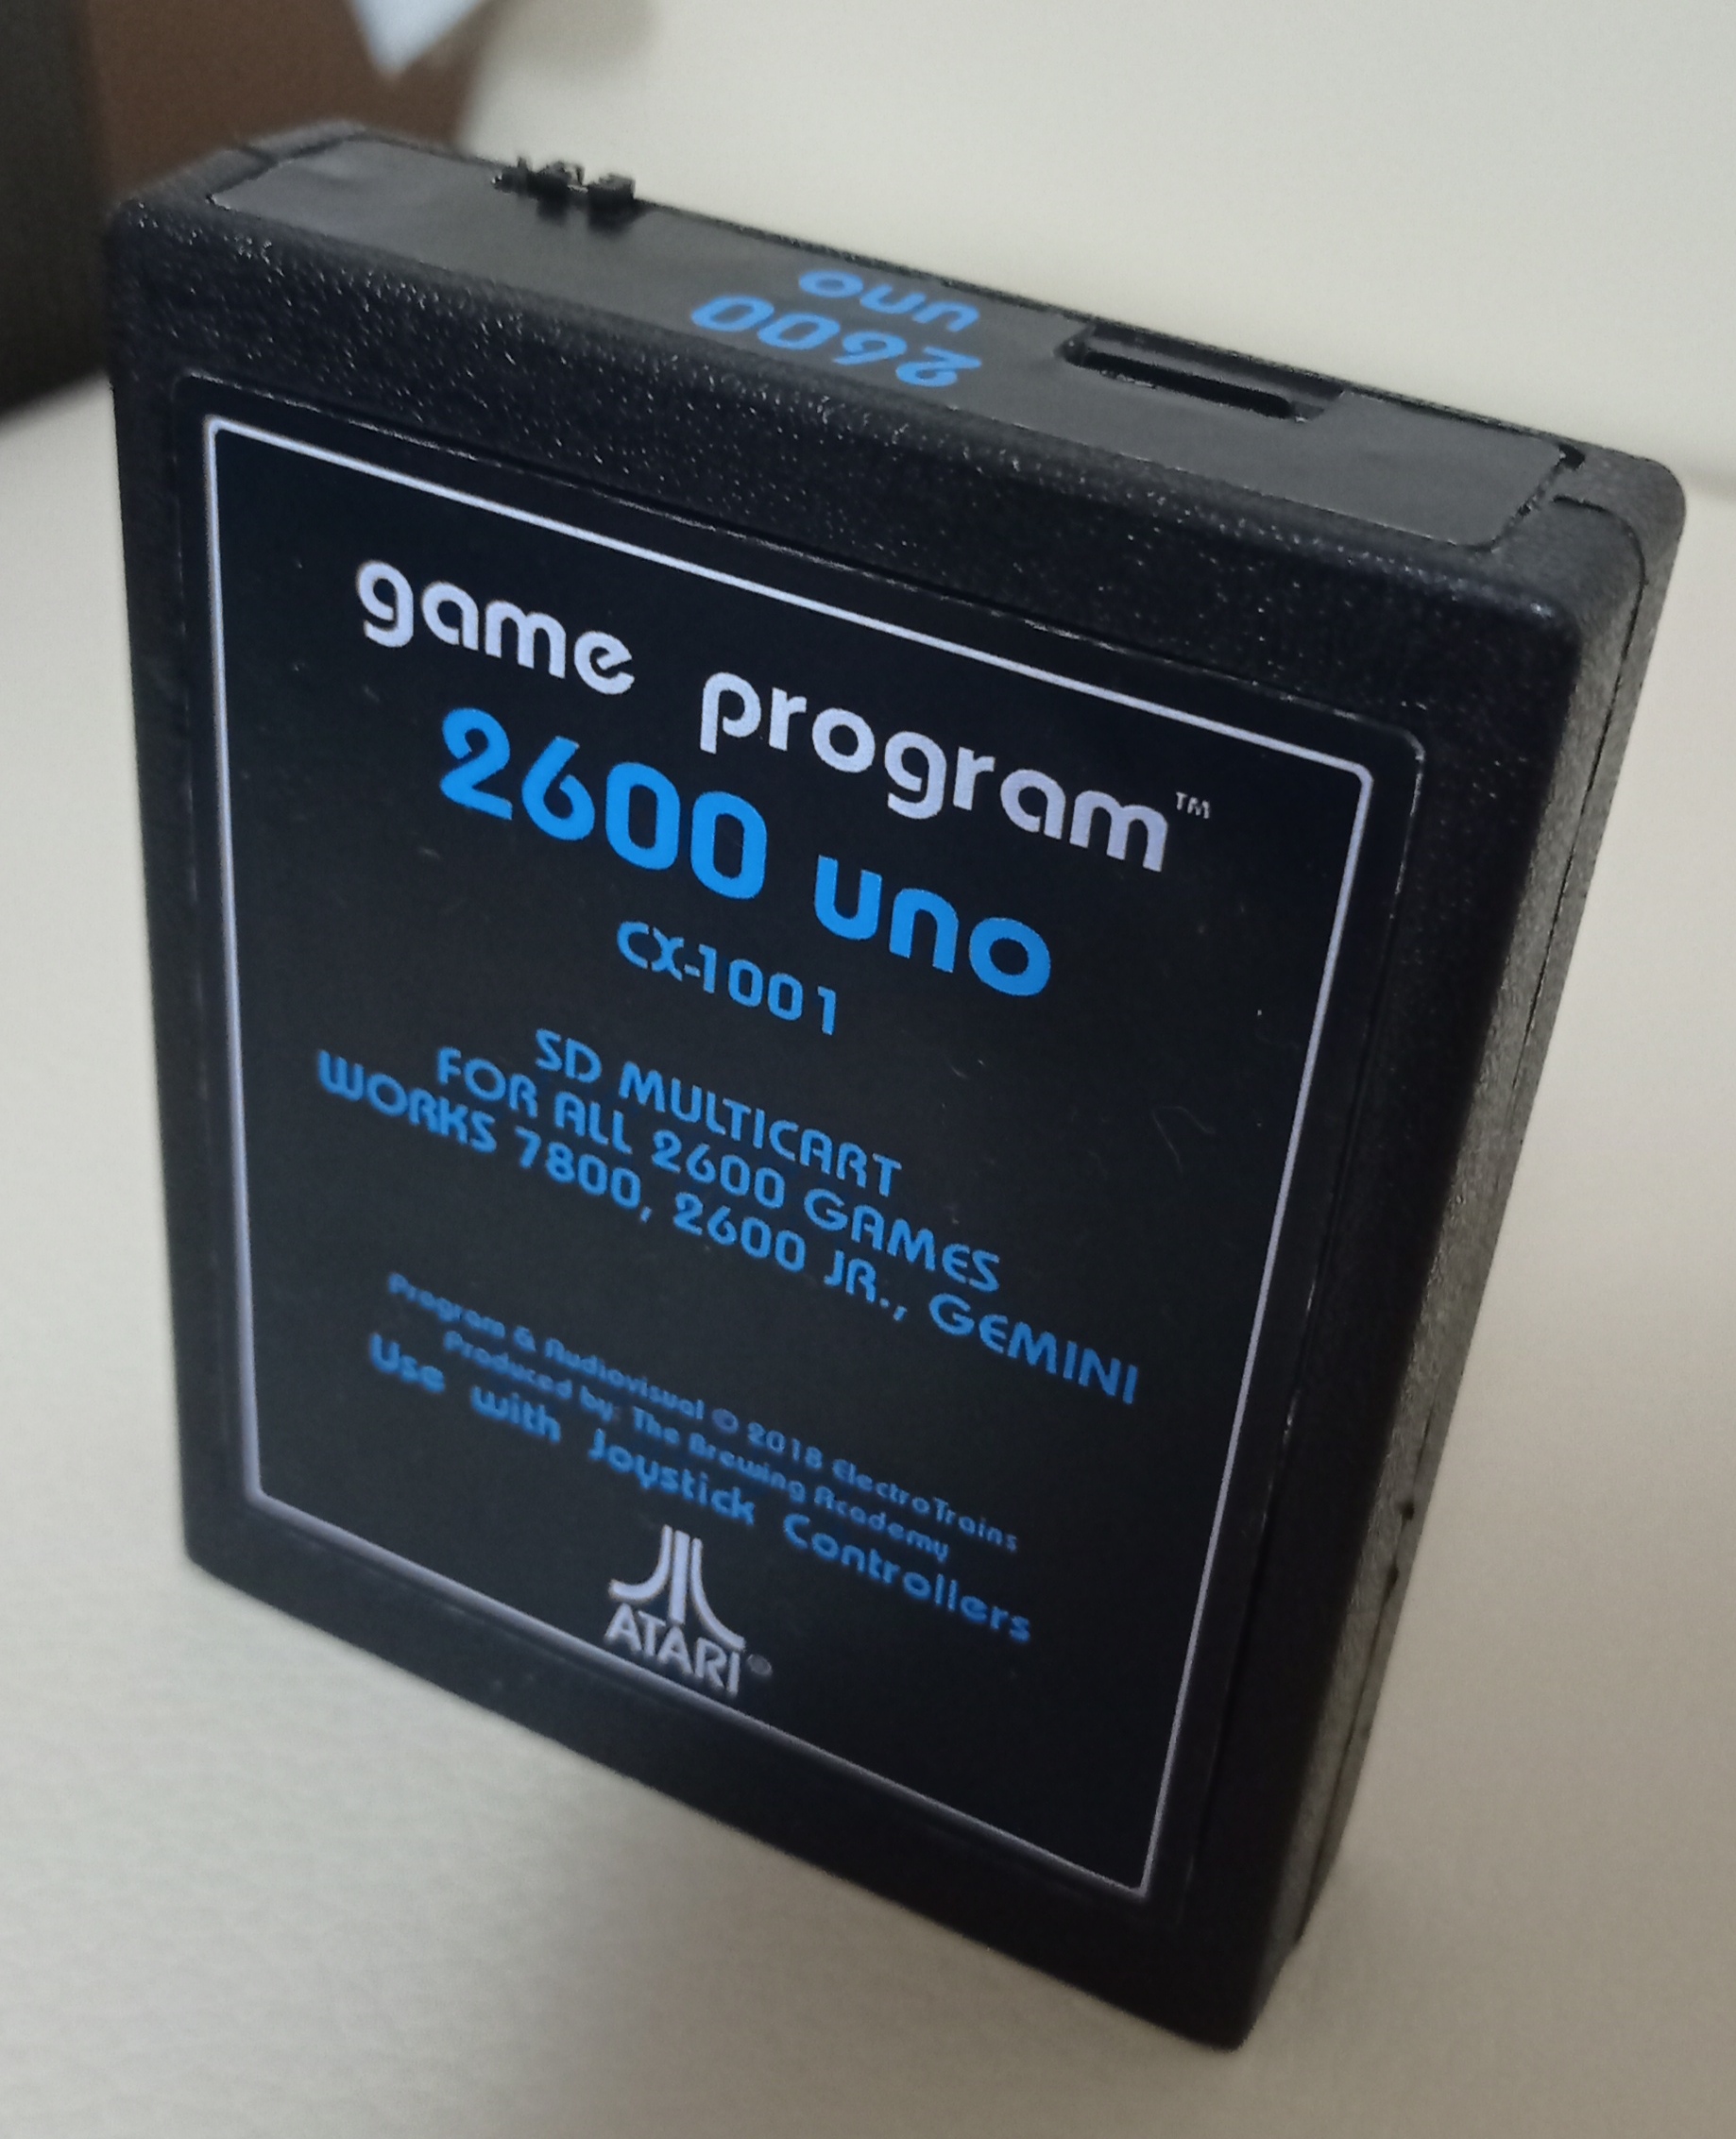 2600
uno
game program™
2600 uno
CX-1001
SD MULTICART
FOR ALL 2600 GAMES
WORKS 7800, 2600 JR., GEMINI
Program & Audiovisual © 2018 ElectroTrains
Produced by: The Brewing Academy
Use with Joystick Controllers
ATARI®